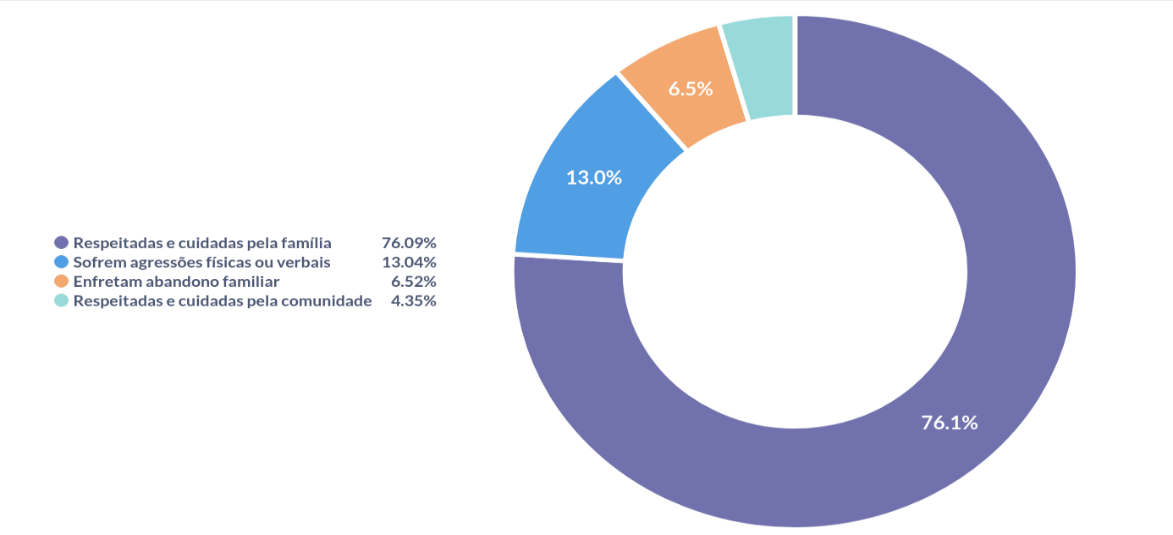 Respeitadas e cuidadas pela família 76.09%
Sofrem agressões físicas ou verbais 13.04%
Enfretam abandono familiar 6.52%
Respeitadas e cuidadas pela comunidade 4.35%
6.5%
13.0%
76.1%